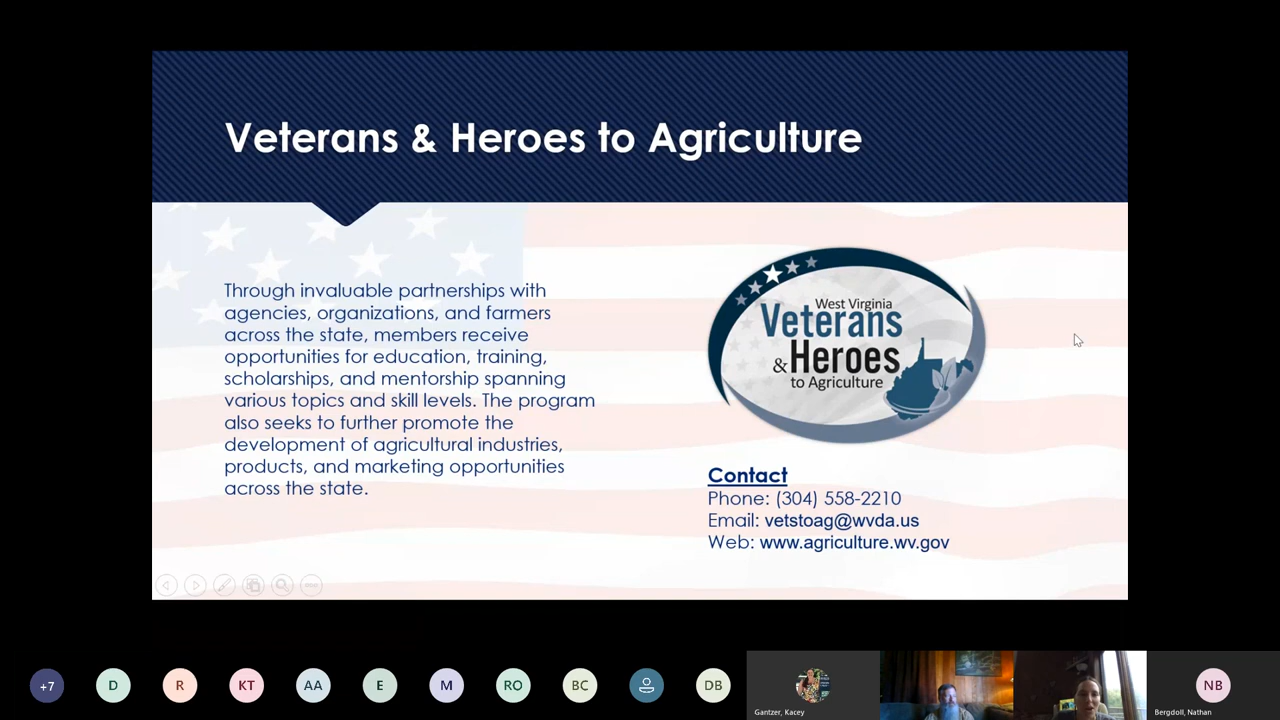 Veterans & Heroes to Agriculture
Through invaluable partnerships with
agencies, organizations, and farmers
across the state, members receive
opportunities for education, training,
scholarships, and mentorship spanning
various topics and skill levels. The program
also seeks to further promote the
development of agricultural industries,
products, and marketing opportunities
across the state.
West Virginia
Veterans
& Heroes
to Agriculture
Contact
Phone: (304) 558-2210
Email: vetstoag@wvda.us
Web: www.agriculture.wv.gov
+7
D
R
KT
AA
E
M
RO
BC
DB
NB
Gantzer, Kacey
Bergdoll, Nathan